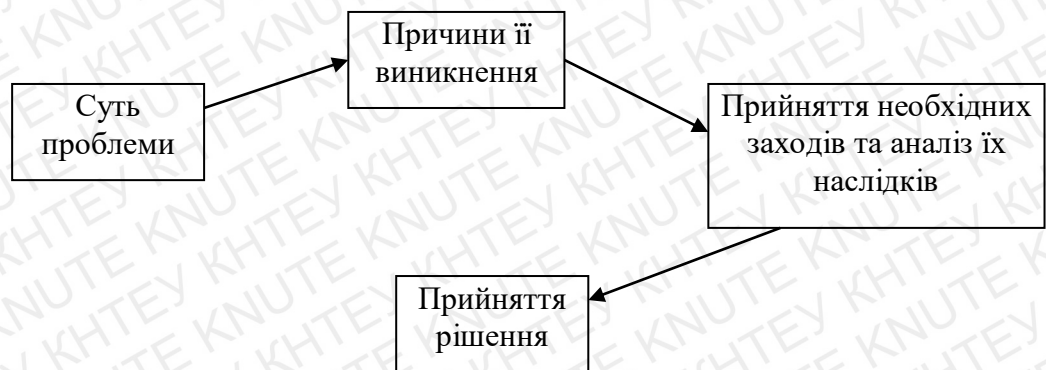 Причини її
виникнення
Суть
проблеми
Прийняття необхідних
заходів та аналіз їх
наслідків
Прийняття
рішення